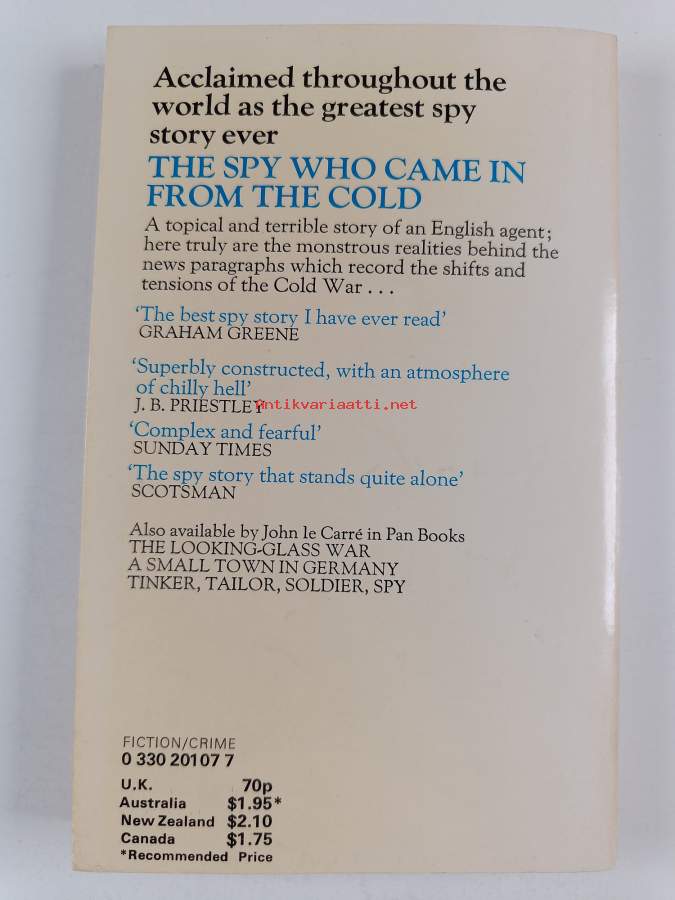 Acclaimed throughout the
world as the greatest spy
story ever
THE SPY WHO CAME IN
FROM THE COLD
A topical and terrible story of an English agent;
here truly are the monstrous realities behind the
news paragraphs which record the shifts and
tensions of the Cold War . . .
‘The best spy story I have ever read’
GRAHAM GREENE
‘Superbly constructed, with an atmosphere
of chilly hell’
J. B. PRIESTLEY
Antikvariaatti.net
‘Complex and fearful’
SUNDAY TIMES
‘The spy story that stands quite alone’
SCOTSMAN
Also available by John le Carré in Pan Books
THE LOOKING-GLASS WAR
A SMALL TOWN IN GERMANY
TINKER, TAILOR, SOLDIER, SPY
FICTION/CRIME
0 330 20107 7
U.K. 70p
Australia $1.95*
New Zealand $2.10
Canada $1.75
*Recommended Price